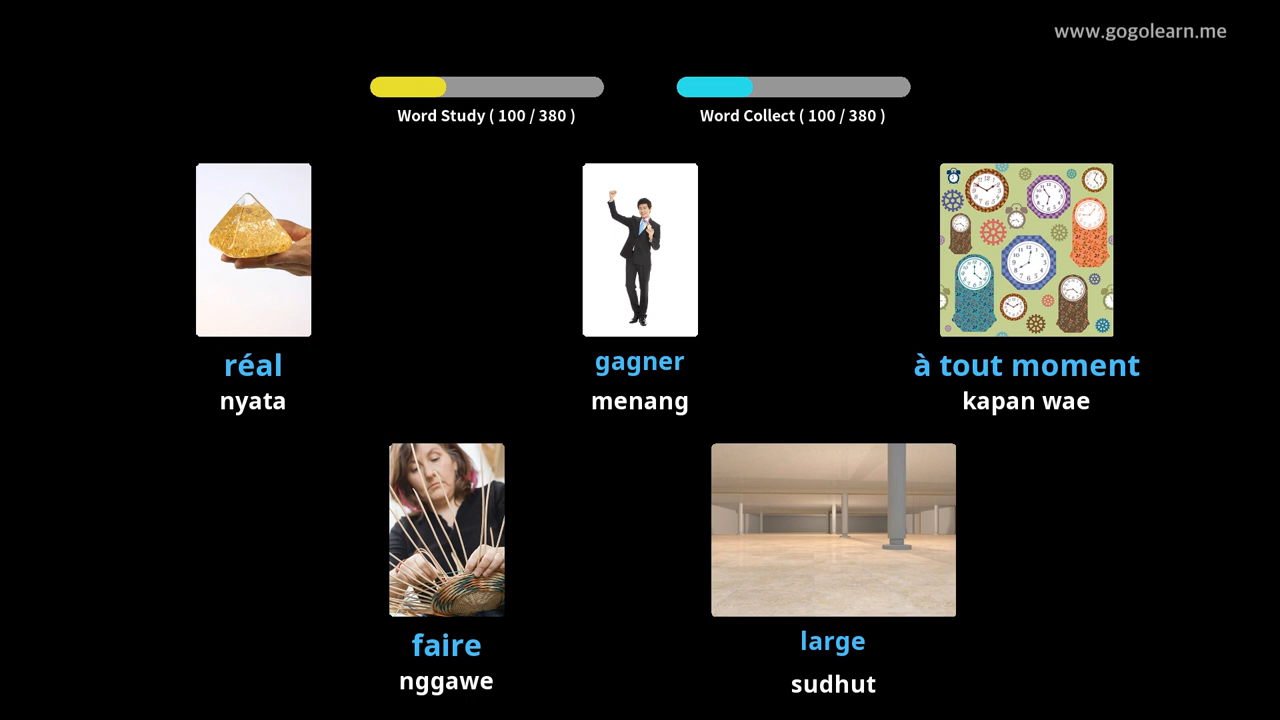 www.gogolearn.me
Word Study ( 100 / 380 )
Word Collect ( 100 / 380 )
réal
nyata
gagner
menang
à tout moment
kapan wae
faire
nggawe
large
sudhut